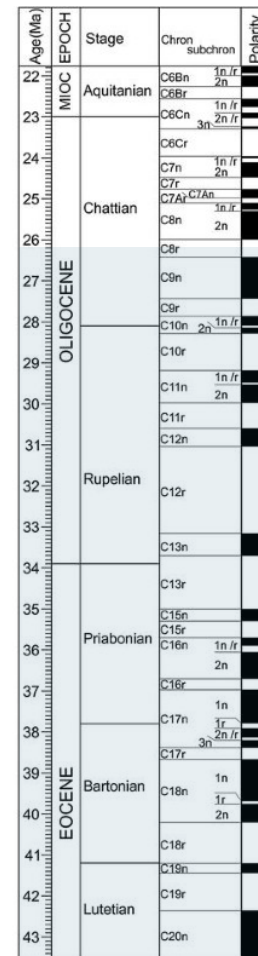 Age(Ma)
EPOCH
Stage
Chron
subchron
Polarity
22
23
24
25
26
27
28
29
30
31
32
33
34
35
36
37
38
39
40
41
42
43
MIOC
OLIGOCENE
EOCENE
Aquitanian
Chattian
Rupelian
Priabonian
Bartonian
Lutetian
C6Bn 1n /r
2n
C6Br
C6Cn 1n /r
2n /r
3n
C6Cr
C7n 1n /r
2n
C7r
C7An
C7Ar
1n /r
C8n 2n
C8r
C9n
C9r
C10n 1n /r
2n
C10r
C11n 1n /r
2n
C11r
C12n
C12r
C13n
C13r
C15n
C15r
C16n 1n /r
2n
C16r
1n
C17n 1r
2n /r
3n
C17r
1n
C18n
1r
2n
C18r
C19n
C19r
C20n